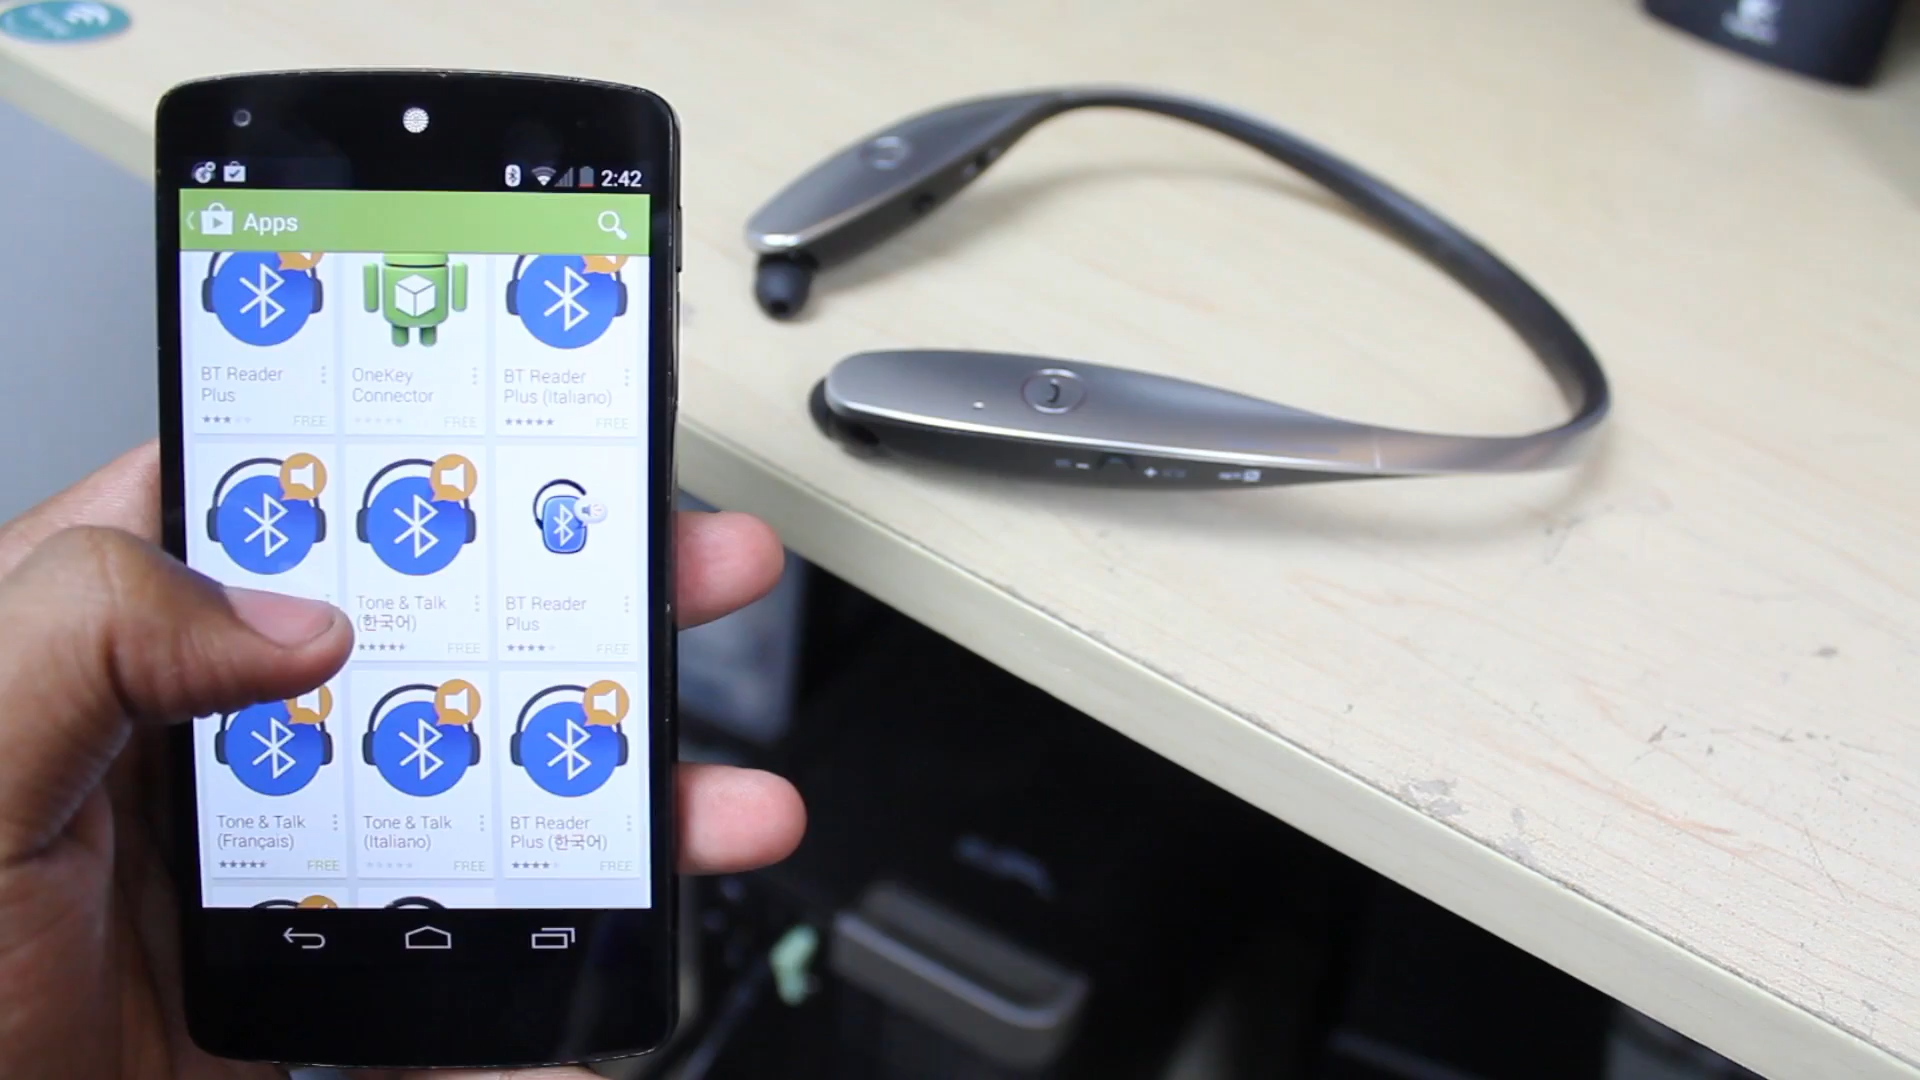 2:42
Apps
BT Reader
Plus
FREE
OneKey
Connector
FREE
BT Reader
Plus (Italiano)
FREE
Tone & Talk
(한국어)
FREE
BT Reader
Plus
FREE
Tone & Talk
(Français)
FREE
Tone & Talk
(Italiano)
FREE
BT Reader
Plus (한국어)
FREE